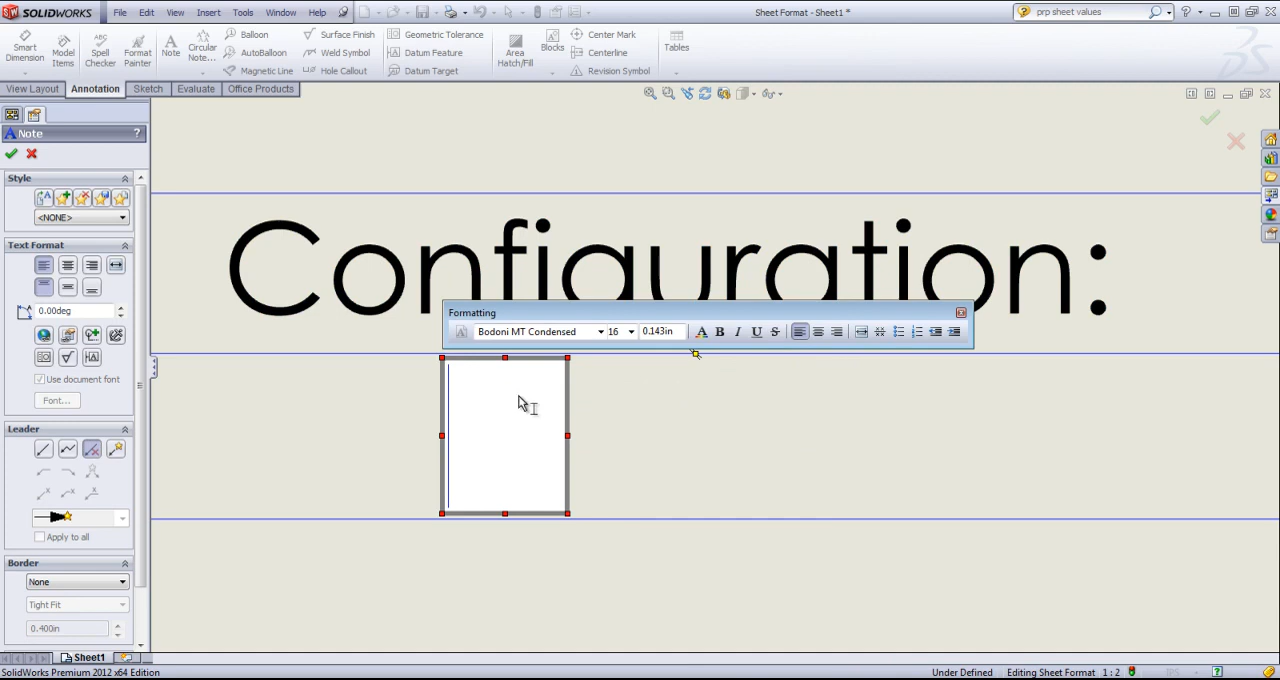 SOLIDWORKS File Edit View Insert Tools Window Help Sheet Format - Sheet1 * prp sheet values
Smart Dimension
Model Items
Spell Checker
Format Painter
Note
Circular Note...
Balloon
AutoBalloon
Magnetic Line
Surface Finish
Weld Symbol
Hole Callout
Geometric Tolerance
Datum Feature
Datum Target
Area Hatch/Fill
Blocks
Center Mark
Centerline
Revision Symbol
Tables
View Layout Annotation Sketch Evaluate Office Products
Note ?
Style
<NONE>
Text Format
0.00deg
Use document font
Font...
Leader
Apply to all
Border
None
Tight Fit
0.400in
Configuration:
Formatting
Bodoni MT Condensed 16 0.143in A B I U S
Sheet1
SolidWorks Premium 2012 x64 Edition Under Defined Editing Sheet Format 1 : 2